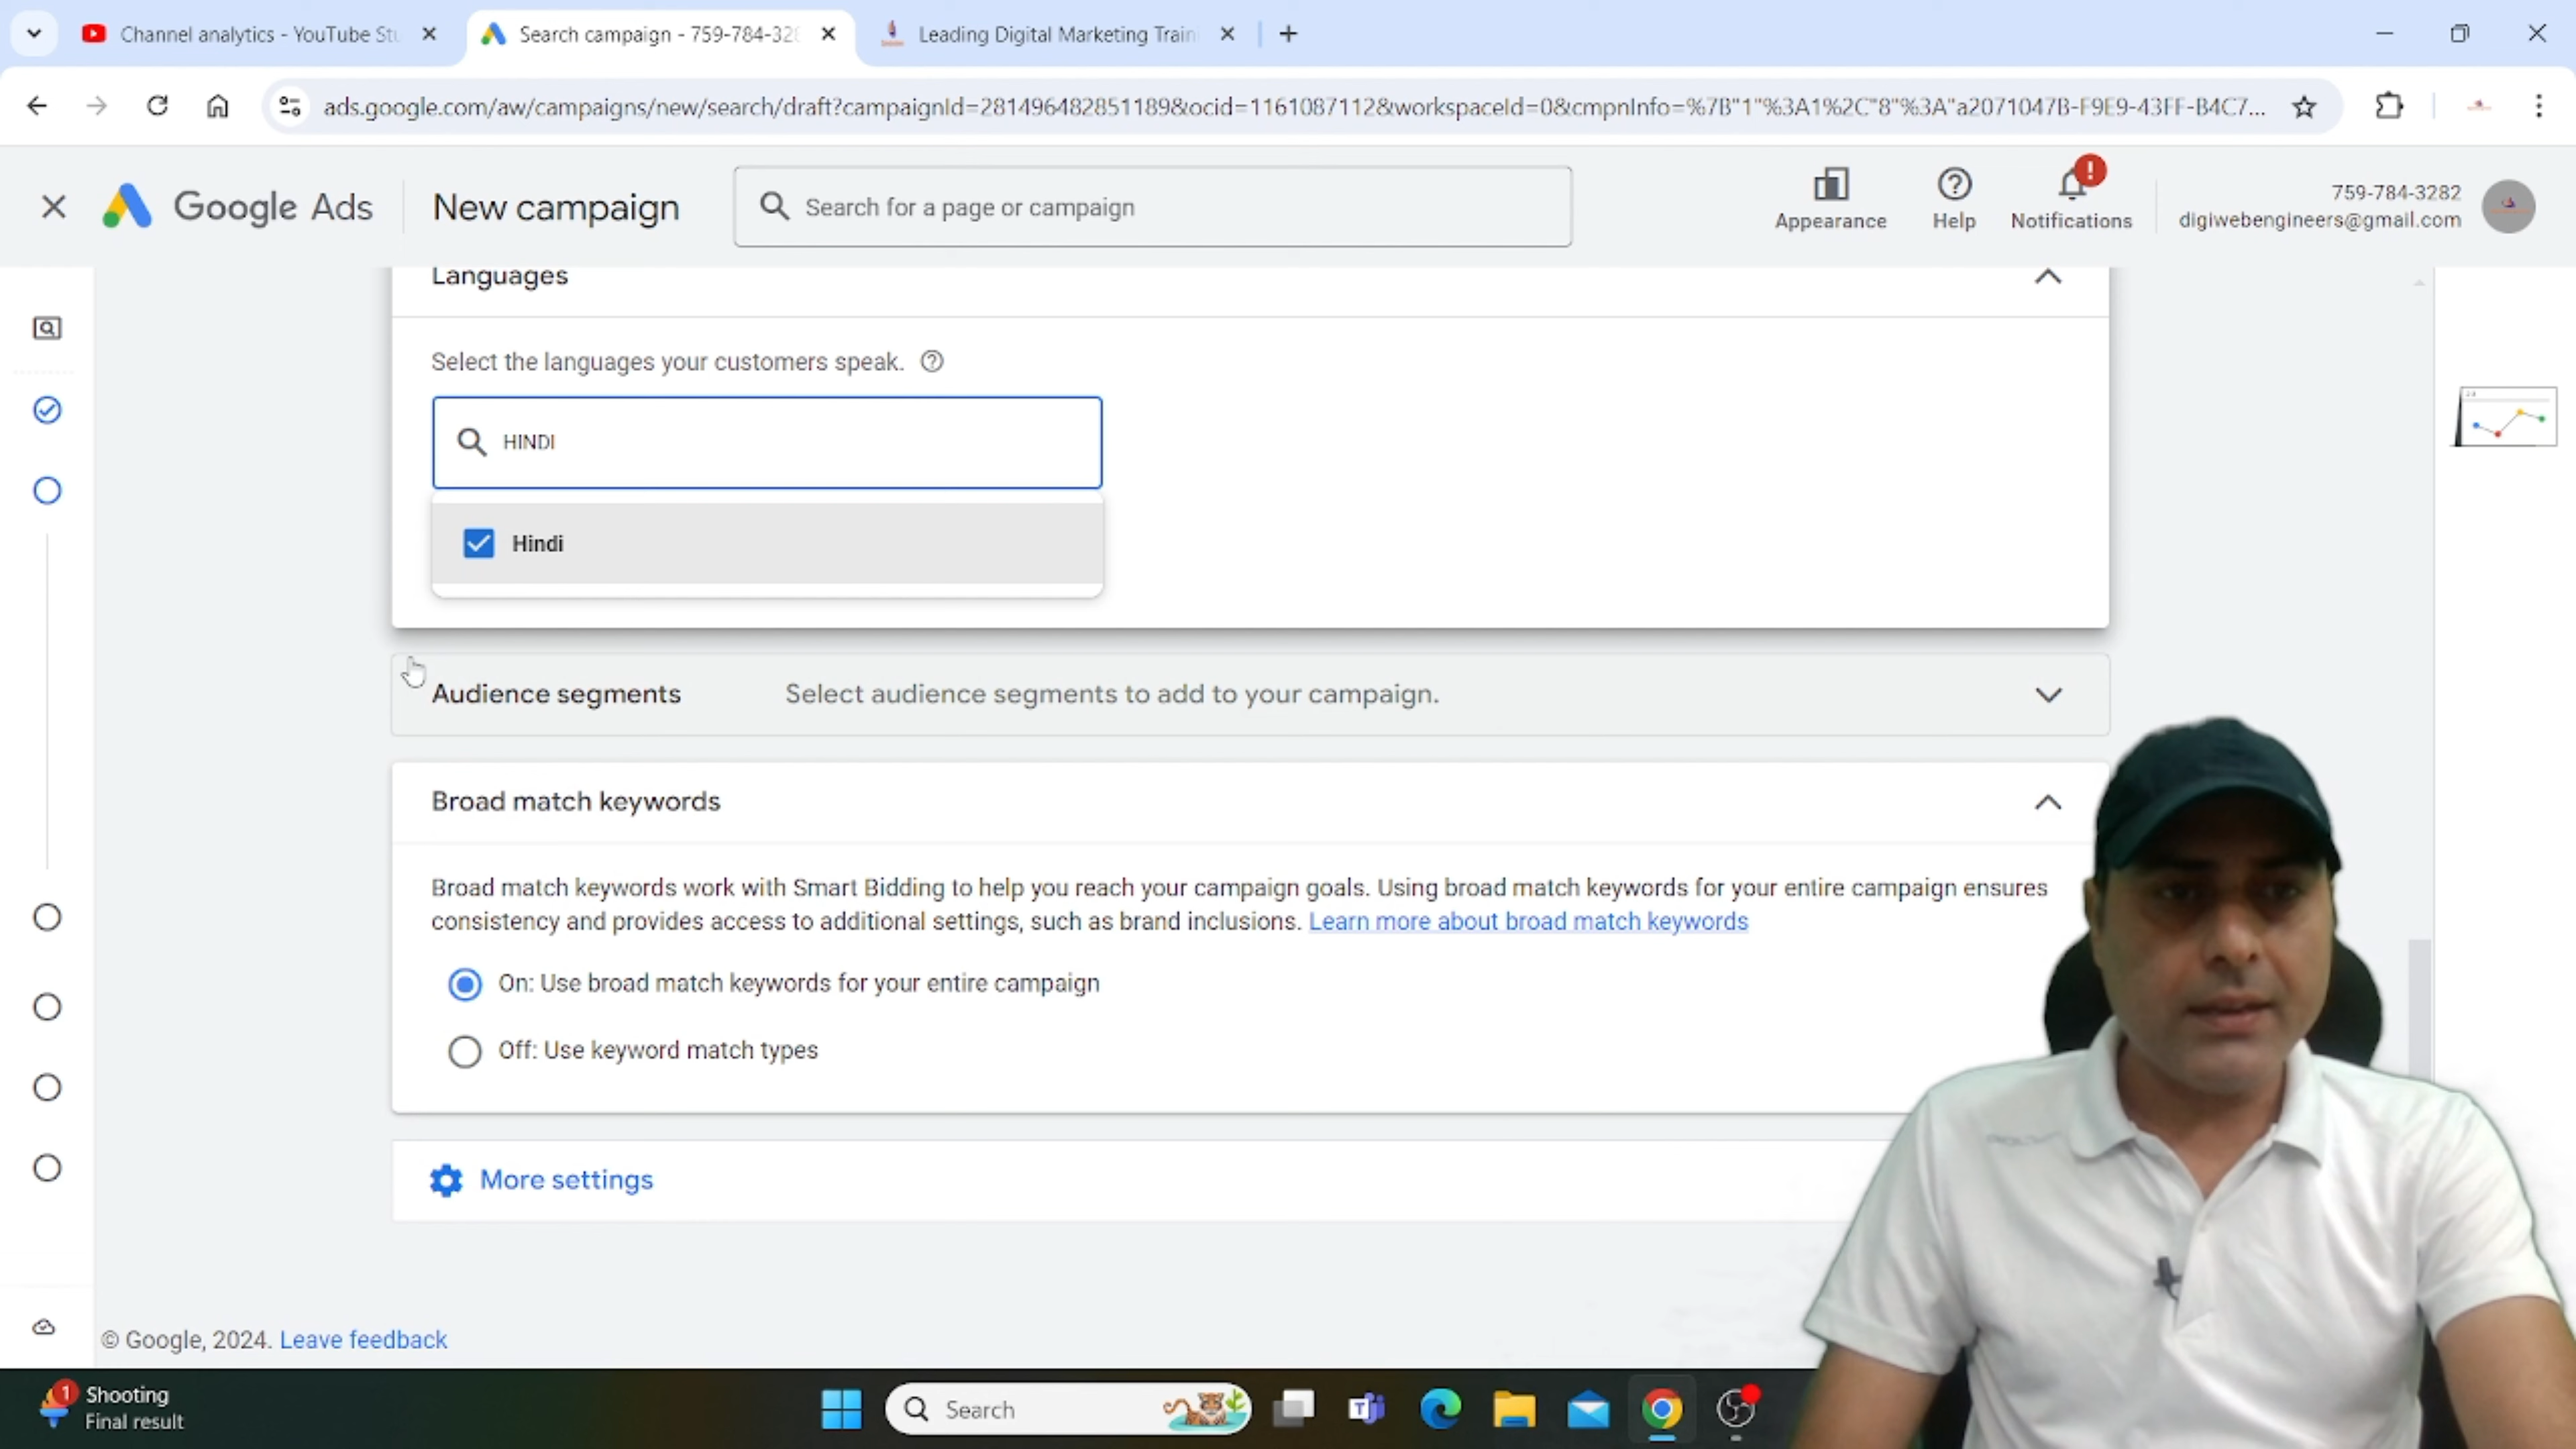 Channel analytics - YouTube Stu
Search campaign - 759-784-328
Leading Digital Marketing Train
ads.google.com/aw/campaigns/new/search/draft?campaignId=281496482851189&ocid=1161087112&workspaceId=0&cmpnInfo=%7B"1"%3A1%2C"8"%3A"a2071047B-F9E9-43FF-B4C7...
Google Ads
New campaign
Search for a page or campaign
Appearance
Help
Notifications
759-784-3282
digiwebengineers@gmail.com
Languages
Select the languages your customers speak.
HINDI
Hindi
Audience segments
Select audience segments to add to your campaign.
Broad match keywords
Broad match keywords work with Smart Bidding to help you reach your campaign goals. Using broad match keywords for your entire campaign ensures
consistency and provides access to additional settings, such as brand inclusions. Learn more about broad match keywords
On: Use broad match keywords for your entire campaign
Off: Use keyword match types
More settings
© Google, 2024. Leave feedback
1
Shooting
Final result
Search